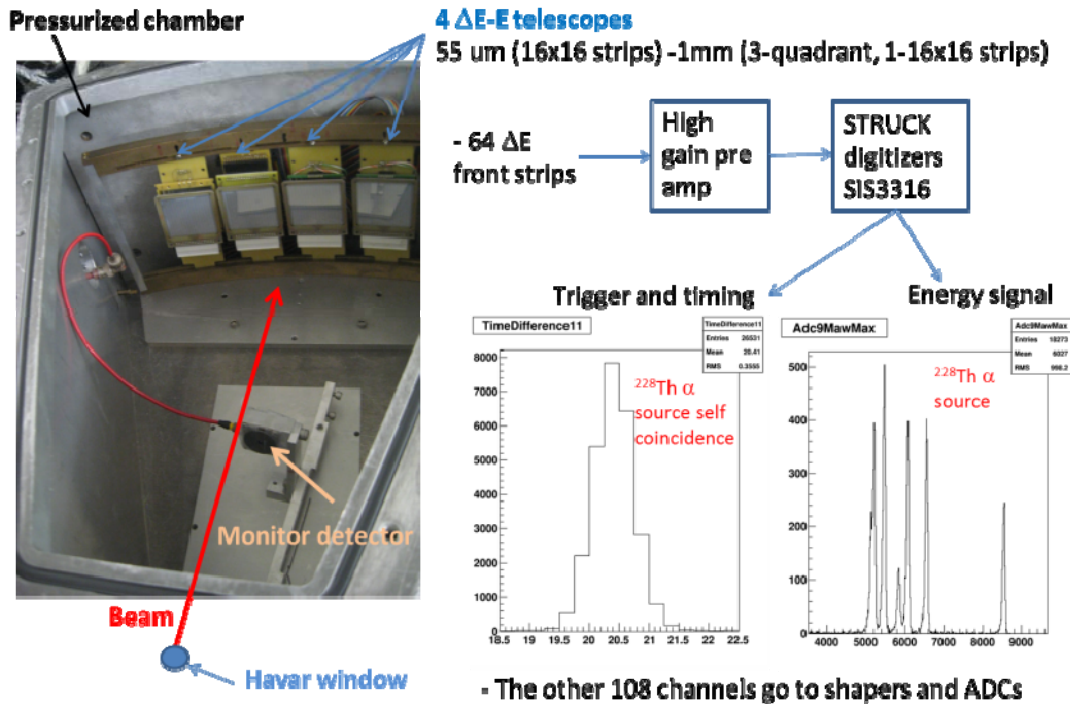 Pressurized chamber
4 ΔE-E telescopes
55 um (16x16 strips) -1mm (3-quadrant, 1-16x16 strips)
- 64 ΔE
front strips
High
gain pre
amp
STRUCK
digitizers
SIS3316
Trigger and timing
Energy signal
TimeDifference11
TimeDifference11
Entries 26531
Mean 20.41
RMS 0.3555
8000
7000
6000
5000
4000
3000
2000
1000
0
18.5 19 19.5 20 20.5 21 21.5 22 22.5
²²⁸Th α
source self
coincidence
Adc9MawMax
Adc9MawMax
Entries 18273
Mean 6027
RMS 998.2
500
400
300
200
100
0
4000 5000 6000 7000 8000 9000
²²⁸Th α
source
Monitor detector
Beam
Havar window
- The other 108 channels go to shapers and ADCs